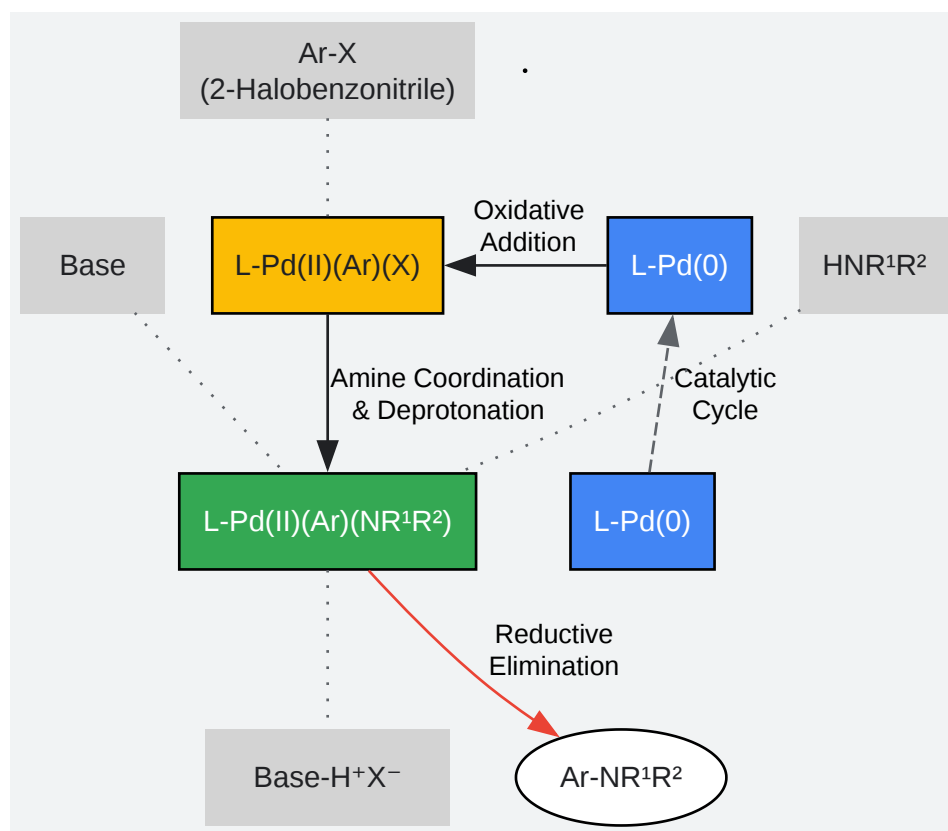 Ar-X
(2-Halobenzonitrile)
.
Oxidative
Addition
Base
L-Pd(II)(Ar)(X)
L-Pd(0)
HNR¹R²
Amine Coordination
& Deprotonation
Catalytic
Cycle
L-Pd(II)(Ar)(NR¹R²)
L-Pd(0)
Reductive
Elimination
Base-H⁺X⁻
Ar-NR¹R²